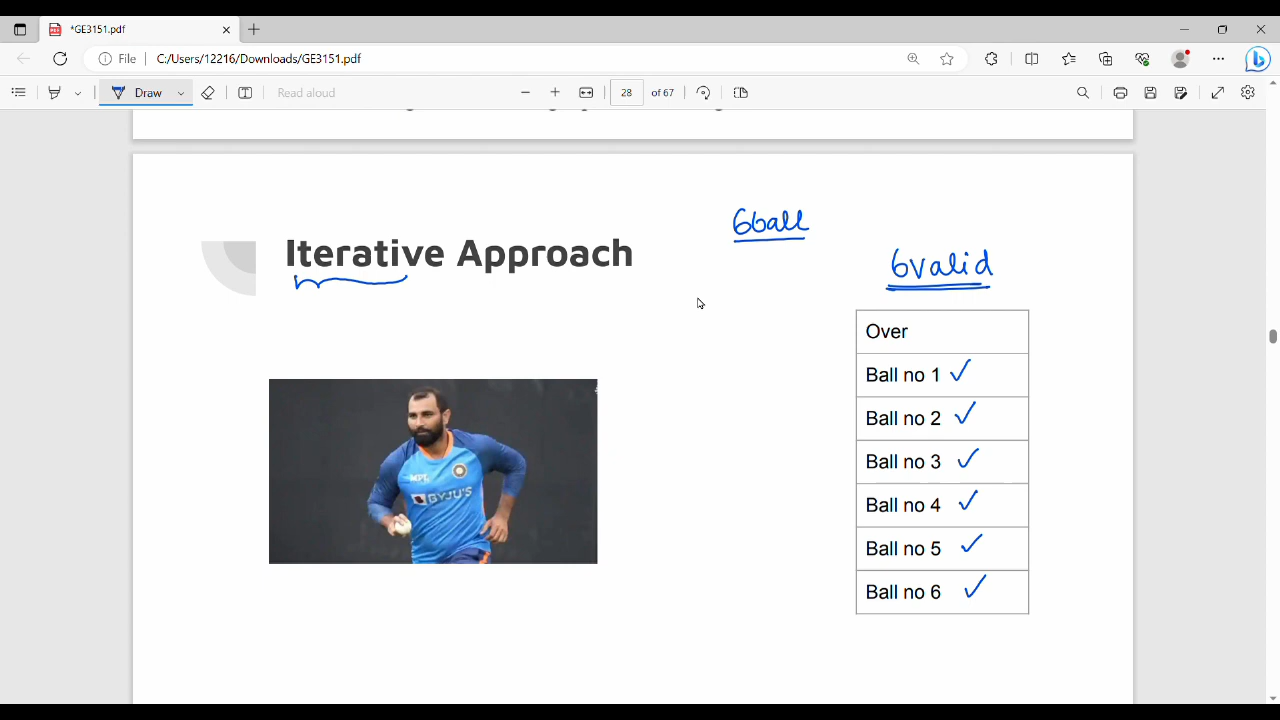 *GE3151.pdf
File
C:/Users/12216/Downloads/GE3151.pdf
Draw
Read aloud
28
of 67
6ball
Iterative Approach
6valid
Over
Ball no 1
Ball no 2
Ball no 3
Ball no 4
Ball no 5
Ball no 6
MPL
BYJU'S